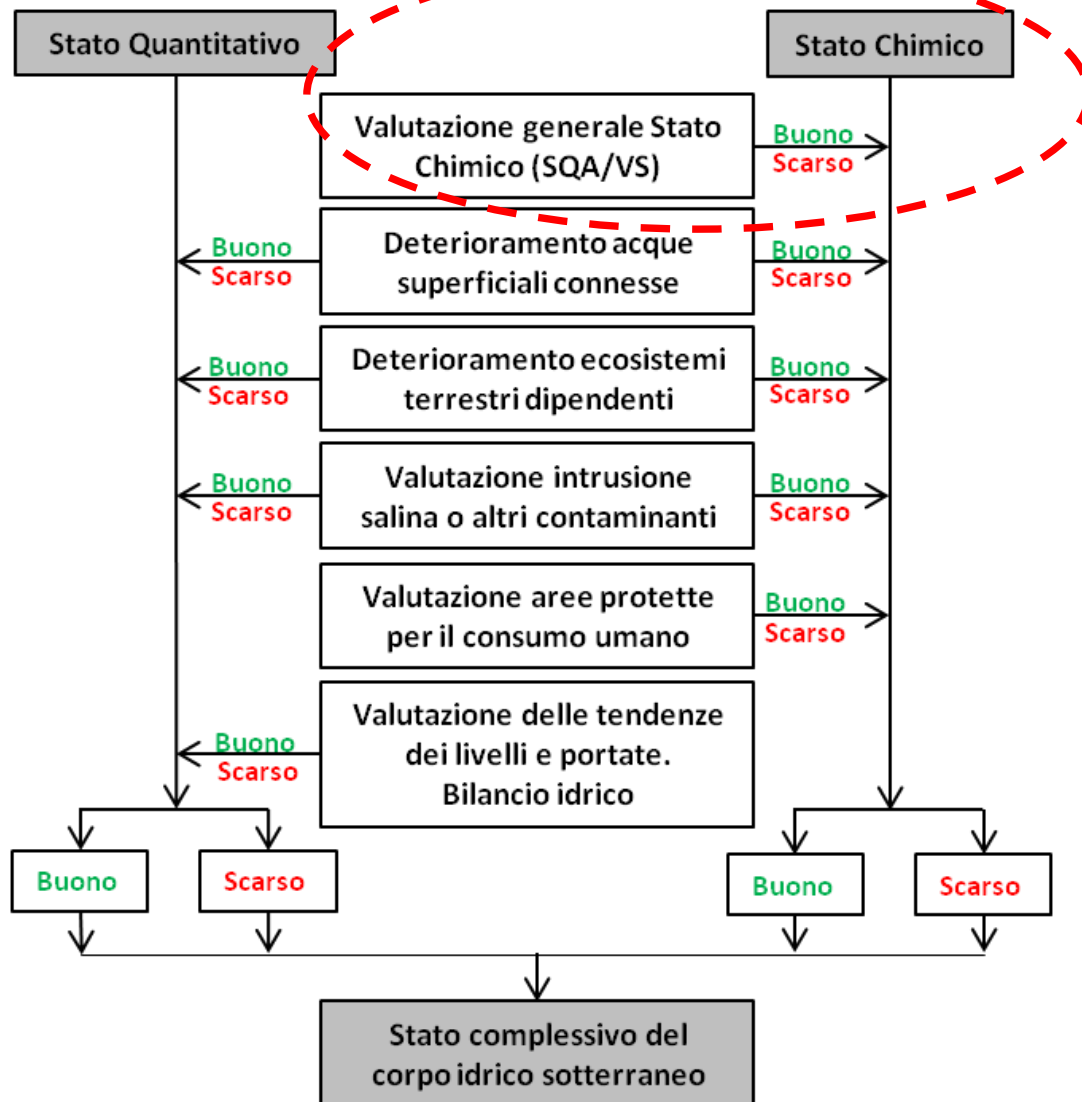 Stato Quantitativo
Stato Chimico
Valutazione generale Stato
Chimico (SQA/VS)
Buono
Scarso
Buono
Scarso
Deterioramento acque
superficiali connesse
Buono
Scarso
Buono
Scarso
Deterioramento ecosistemi
terrestri dipendenti
Buono
Scarso
Buono
Scarso
Valutazione intrusione
salina o altri contaminanti
Buono
Scarso
Valutazione aree protette
per il consumo umano
Buono
Scarso
Buono
Scarso
Valutazione delle tendenze
dei livelli e portate.
Bilancio idrico
Buono
Scarso
Buono
Scarso
Stato complessivo del
corpo idrico sotterraneo